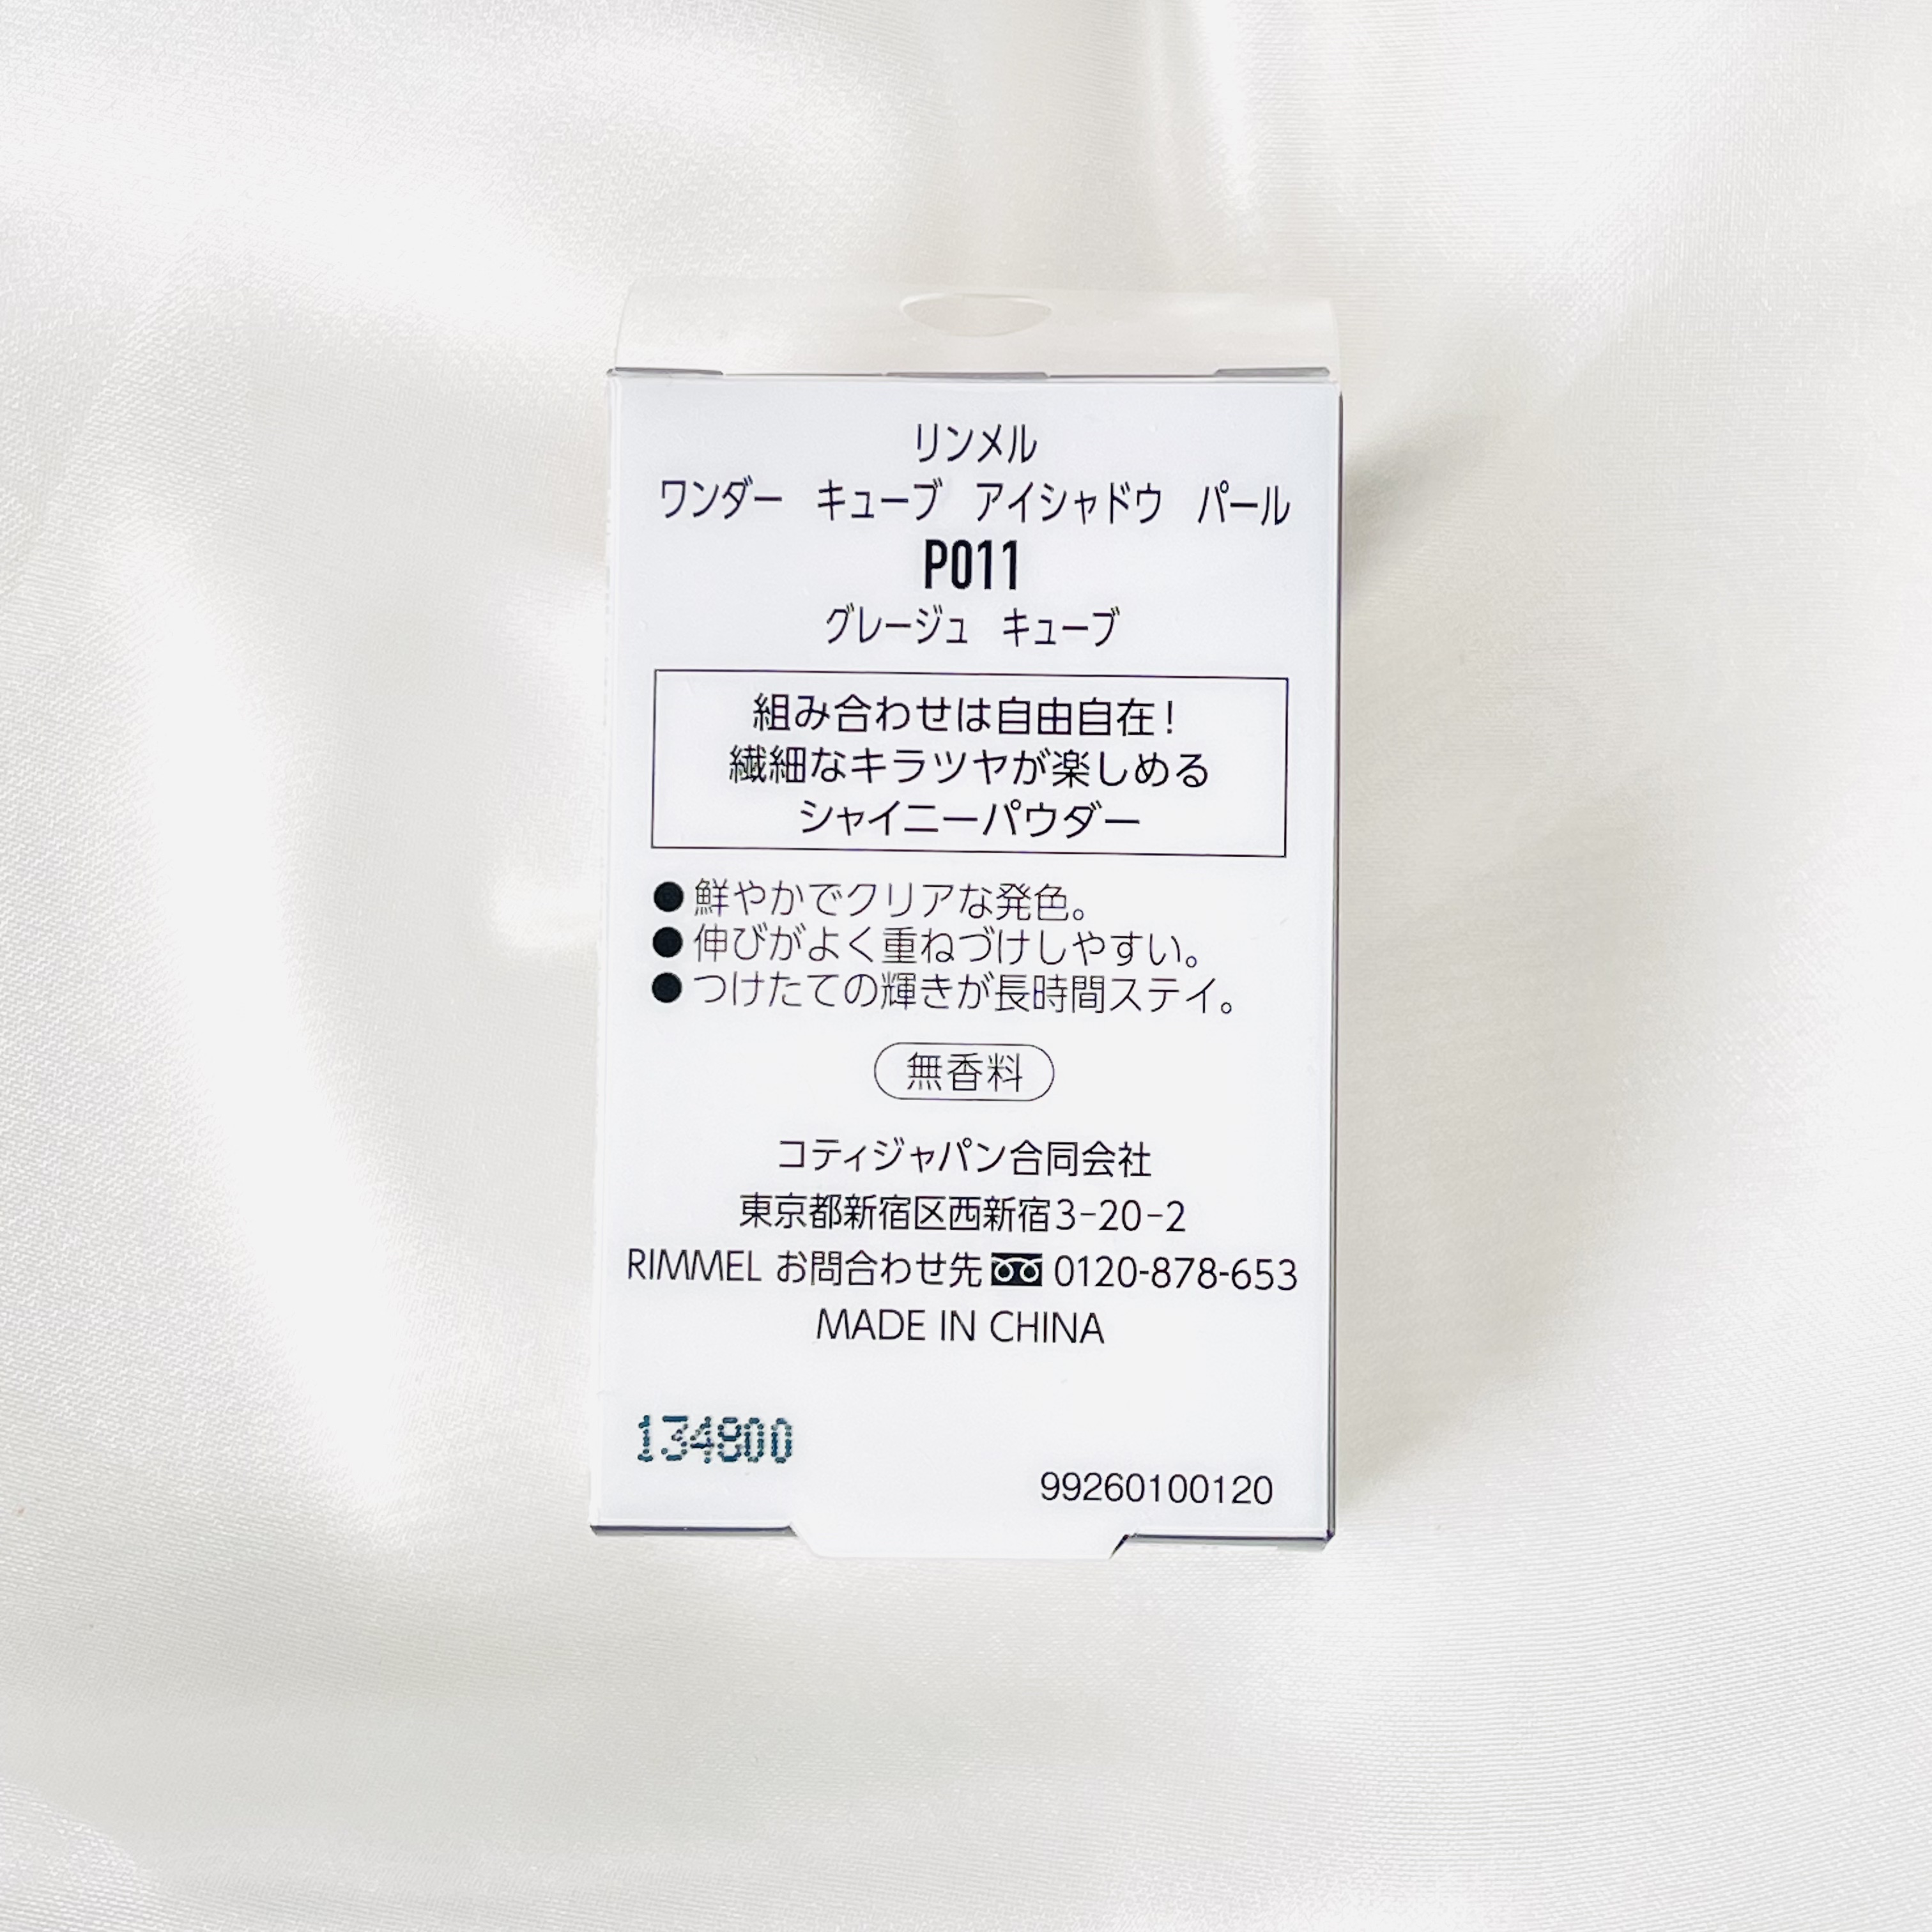 リンメル
ワンダー キューブ アイシャドウ パール
P011
グレージュ キューブ
組み合わせは自由自在!
繊細なキラツヤが楽しめる
シャイニーパウダー
●鮮やかでクリアな発色。
●伸びがよく重ねづけしやすい。
●つけたての輝きが長時間ステイ。
無香料
コティジャパン合同会社
東京都新宿区西新宿3-20-2
RIMMEL お問合わせ先 0120-878-653
MADE IN CHINA
134800
99260100120